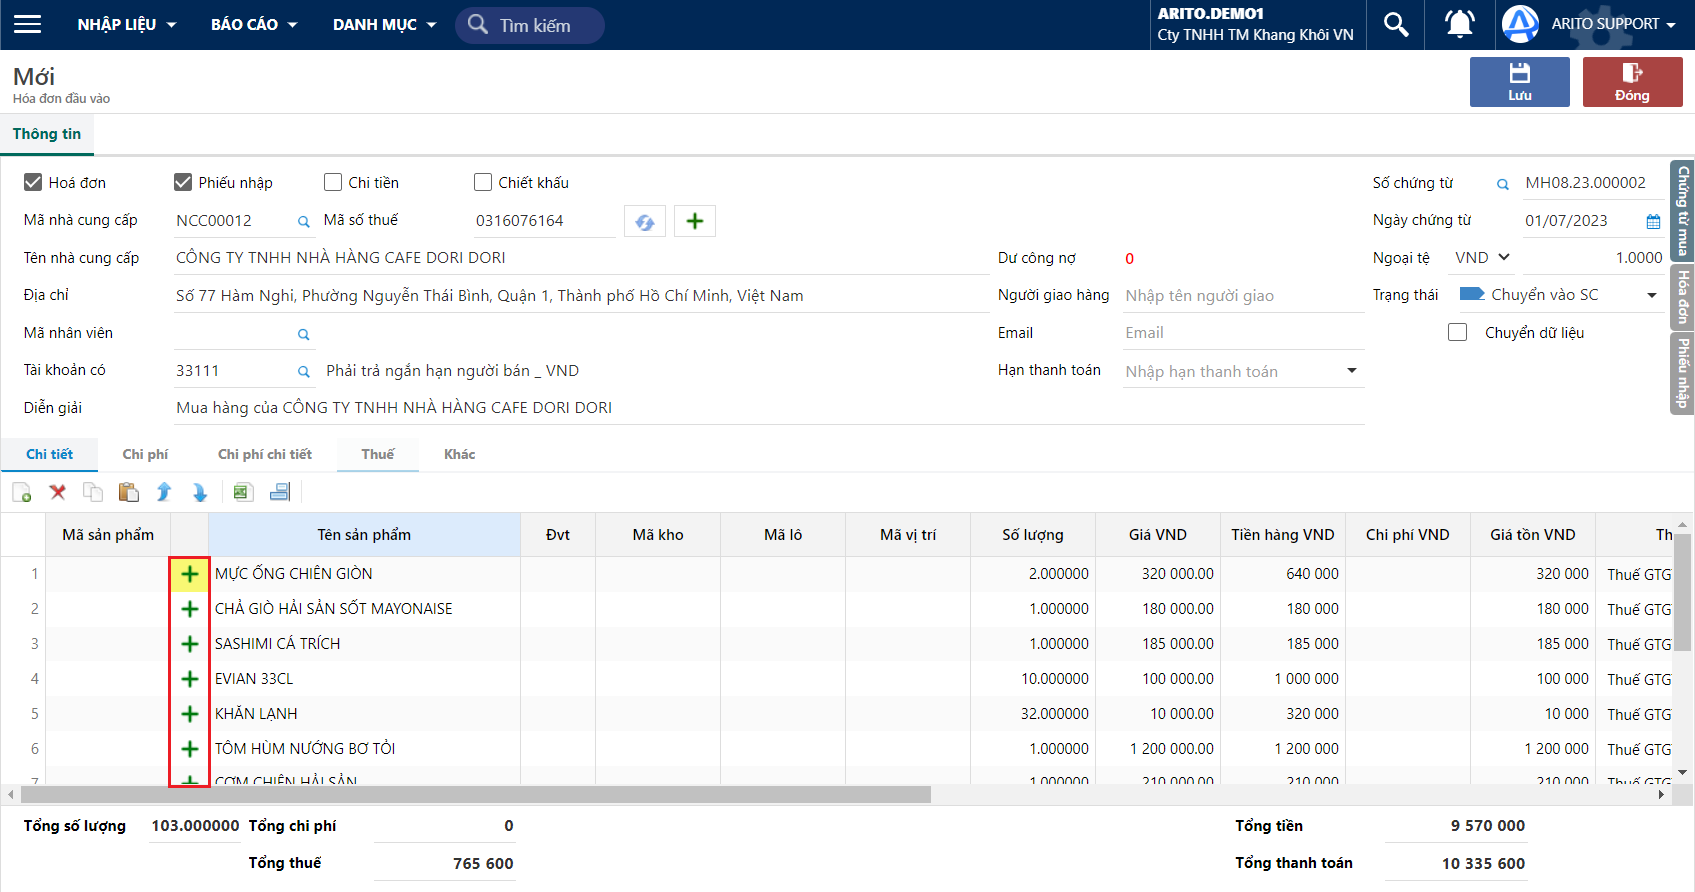 NHẬP LIỆU BÁO CÁO DANH MỤC Tìm kiếm ARITO.DEMO1 ARITO SUPPORT
Cty TNHH TM Khang Khôi VN
Mới
Hóa đơn đầu vào
Lưu Đóng
Thông tin
Hoá đơn Phiếu nhập Chi tiền Chiết khấu Số chứng từ MH08.23.000002
Mã nhà cung cấp NCC00012 Mã số thuế 0316076164 Ngày chứng từ 01/07/2023
Tên nhà cung cấp CÔNG TY TNHH NHÀ HÀNG CAFE DORI DORI Dư công nợ 0 Ngoại tệ VND 1.0000
Địa chỉ Số 77 Hàm Nghi, Phường Nguyễn Thái Bình, Quận 1, Thành phố Hồ Chí Minh, Việt Nam Người giao hàng Nhập tên người giao Trạng thái Chuyển vào SC
Mã nhân viên Email Email Chuyển dữ liệu
Tài khoản có 33111 Phải trả ngắn hạn người bán _ VND Hạn thanh toán Nhập hạn thanh toán
Diễn giải Mua hàng của CÔNG TY TNHH NHÀ HÀNG CAFE DORI DORI
Chứng từ mua
Hóa đơn
Phiếu nhập
Chi tiết Chi phí Chi phí chi tiết Thuế Khác
Mã sản phẩm Tên sản phẩm Đvt Mã kho Mã lô Mã vị trí Số lượng Giá VND Tiền hàng VND Chi phí VND Giá tồn VND Th
1 MỰC ỐNG CHIÊN GIÒN 2.000000 320 000.00 640 000 320 000 Thuế GTG
2 CHẢ GIÒ HẢI SẢN SỐT MAYONAISE 1.000000 180 000.00 180 000 180 000 Thuế GTG
3 SASHIMI CÁ TRÍCH 1.000000 185 000.00 185 000 185 000 Thuế GTG
4 EVIAN 33CL 10.000000 100 000.00 1 000 000 100 000 Thuế GTG
5 KHĂN LẠNH 32.000000 10 000.00 320 000 10 000 Thuế GTG
6 TÔM HÙM NƯỚNG BƠ TỎI 1.000000 1 200 000.00 1 200 000 1 200 000 Thuế GTG
7 CƠM CHIÊN HẢI SẢN 1.000000 210 000.00 210 000 210 000 Thuế GTG
Tổng số lượng 103.000000 Tổng chi phí 0 Tổng tiền 9 570 000
Tổng thuế 765 600 Tổng thanh toán 10 335 600